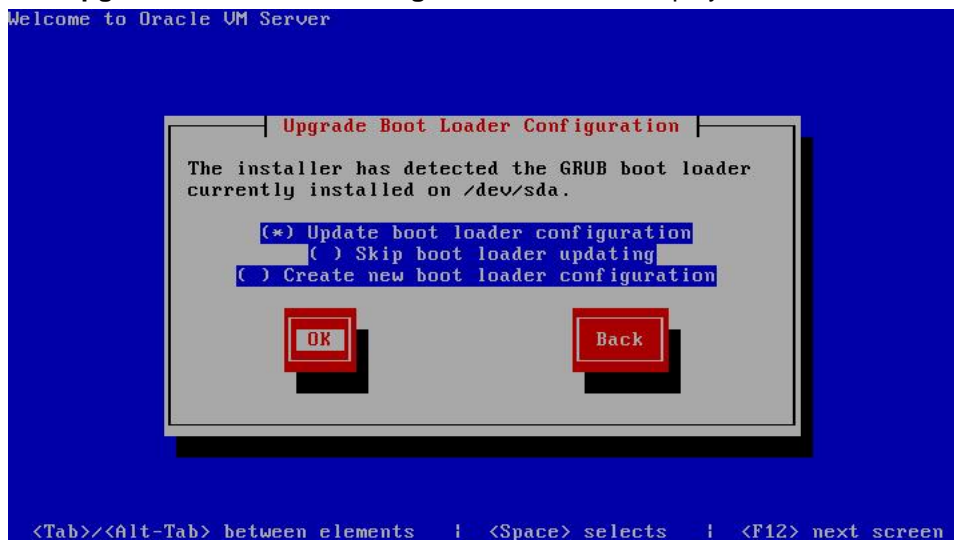 Welcome to Oracle VM Server
Upgrade Boot Loader Configuration
The installer has detected the GRUB boot loader
currently installed on /dev/sda.
(*) Update boot loader configuration
( ) Skip boot loader updating
( ) Create new boot loader configuration
OK Back
<Tab>/<Alt-Tab> between elements | <Space> selects | <F12> next screen